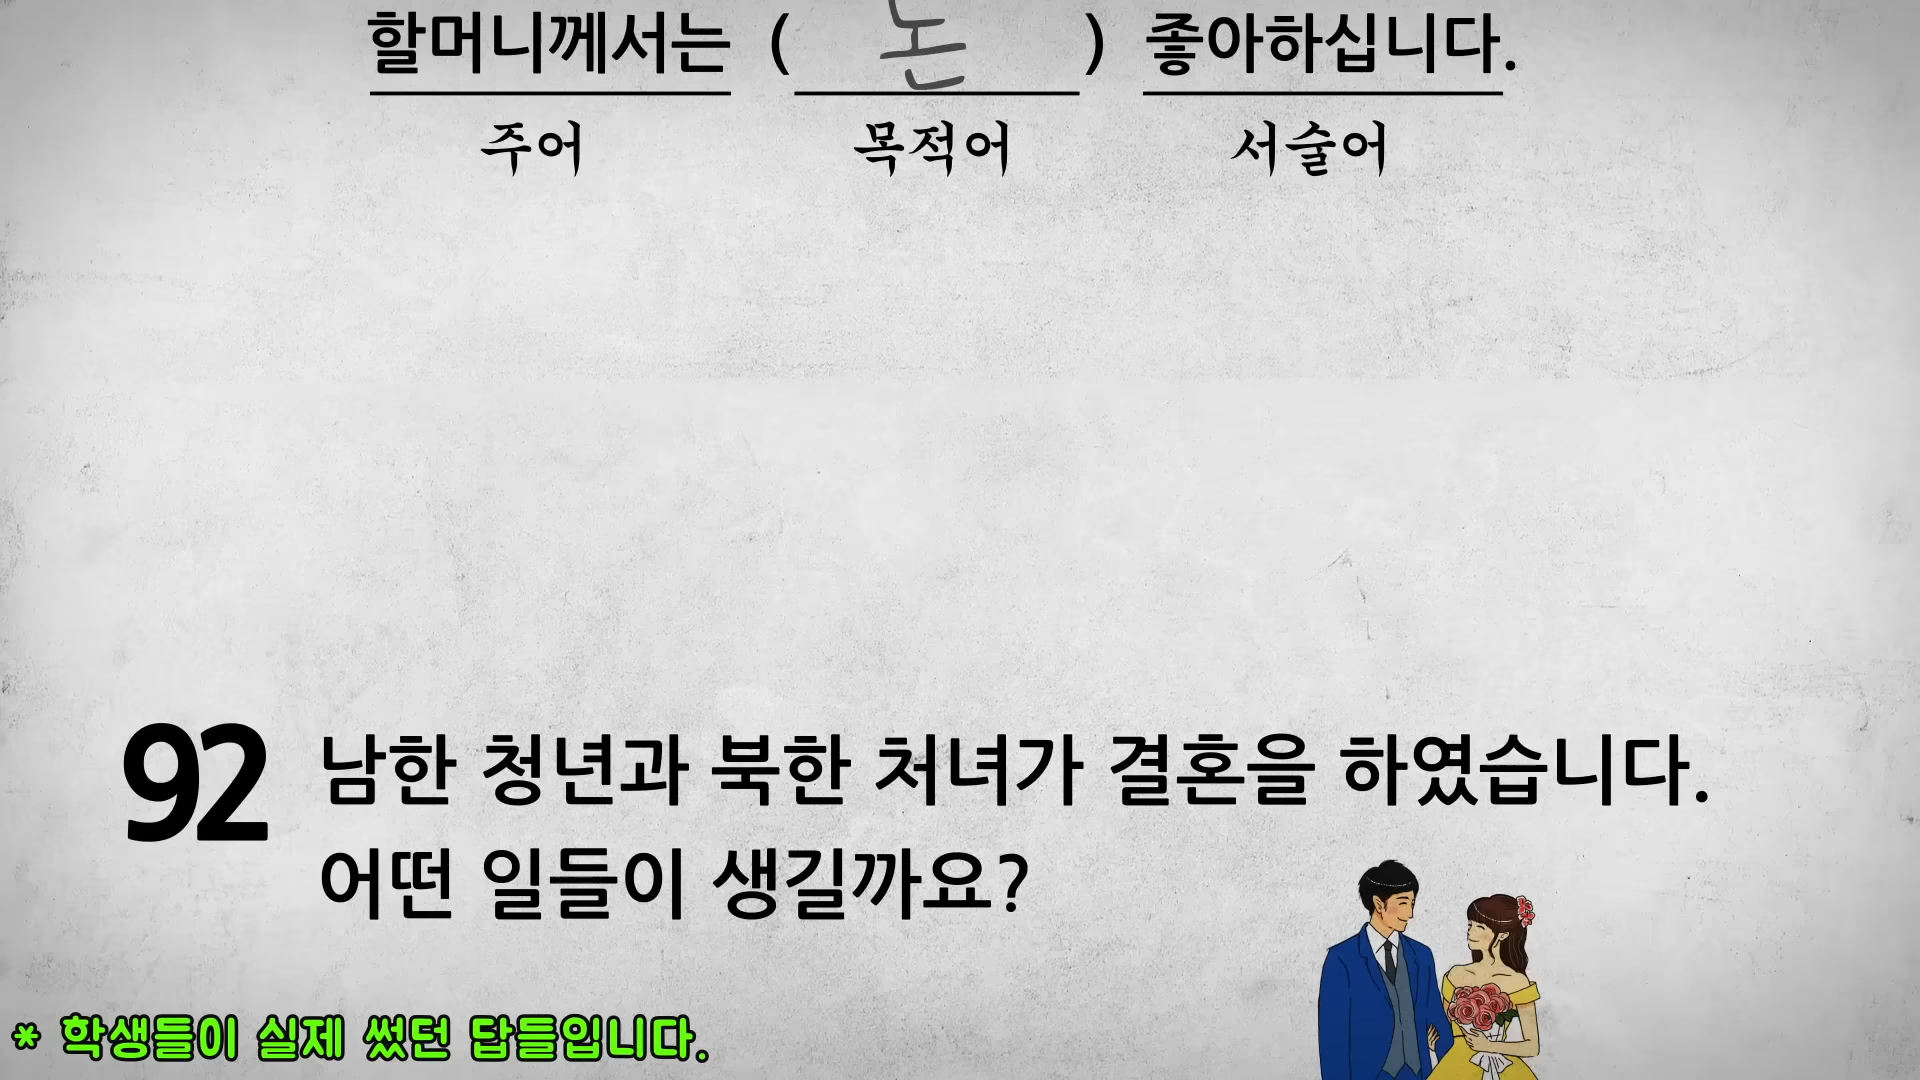 할머니께서는 ( 논 ) 좋아하십니다.
주어 목적어 서술어
92 남한 청년과 북한 처녀가 결혼을 하였습니다.
어떤 일들이 생길까요?
* 학생들이 실제 썼던 답들입니다.